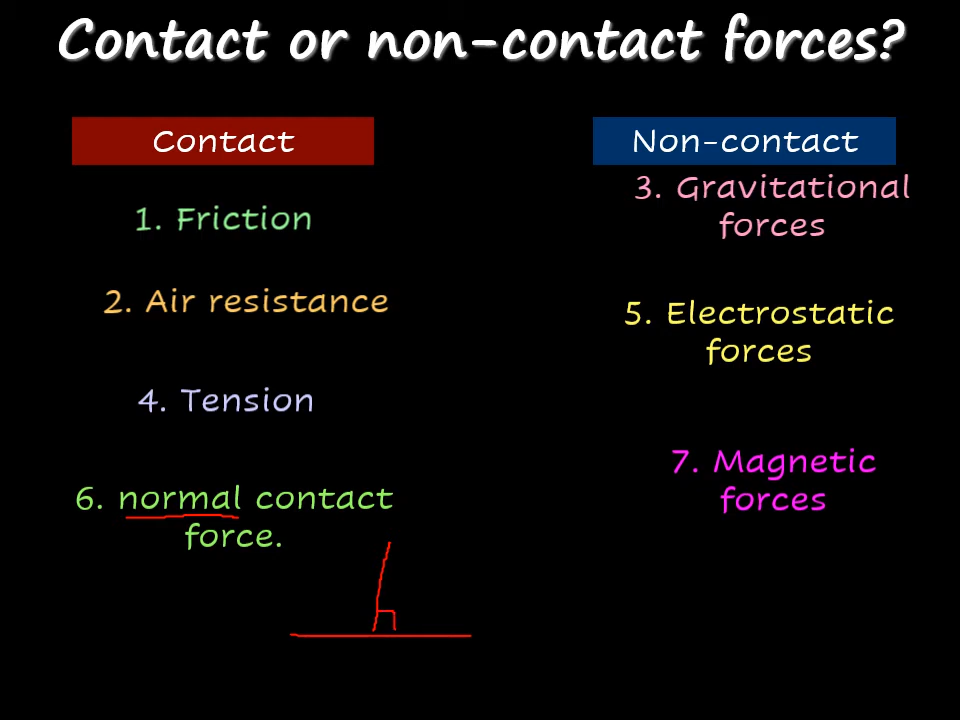 Contact or non-contact forces?
Contact
1. Friction
2. Air resistance
4. Tension
6. normal contact
force.
Non-contact
3. Gravitational
forces
5. Electrostatic
forces
7. Magnetic
forces